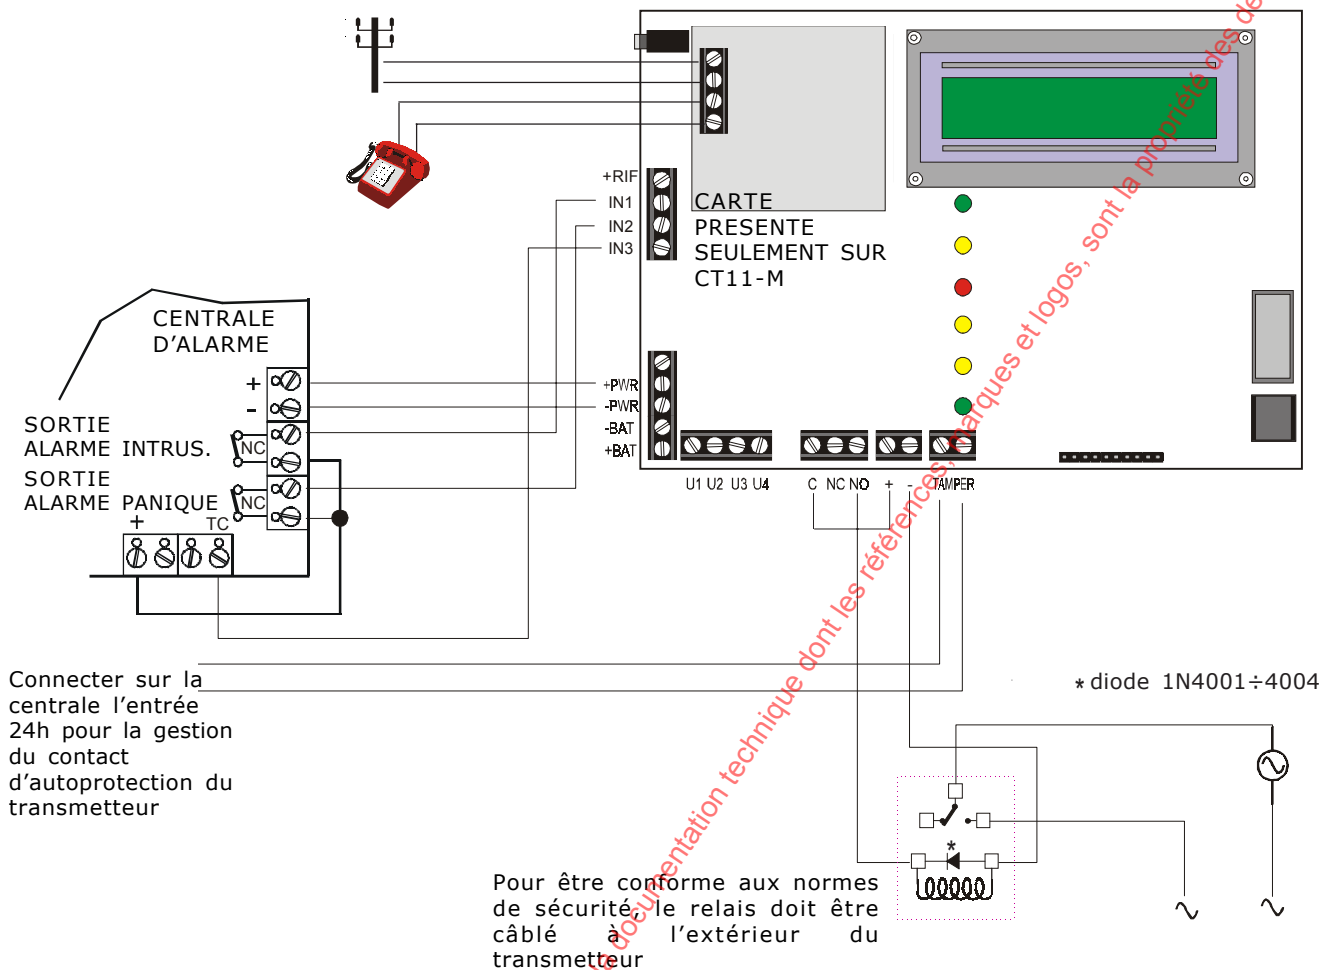 +RIF
IN1
IN2
IN3
CARTE
PRESENTE
SEULEMENT SUR
CT11-M
CENTRALE
D'ALARME
+
-
SORTIE
ALARME INTRUS.
NC
SORTIE
ALARME PANIQUE
NC
+
TC
+PWR
-PWR
-BAT
+BAT
U1 U2 U3 U4
C NC NO + - TAMPER
Connecter sur la
centrale l'entrée
24h pour la gestion
du contact
d'autoprotection du
transmetteur
* diode 1N4001÷4004
*
Pour être conforme aux normes
de sécurité, le relais doit être
câblé à l'extérieur du
transmetteur
la documentation technique dont les références, marques et logos, sont la propriété des de